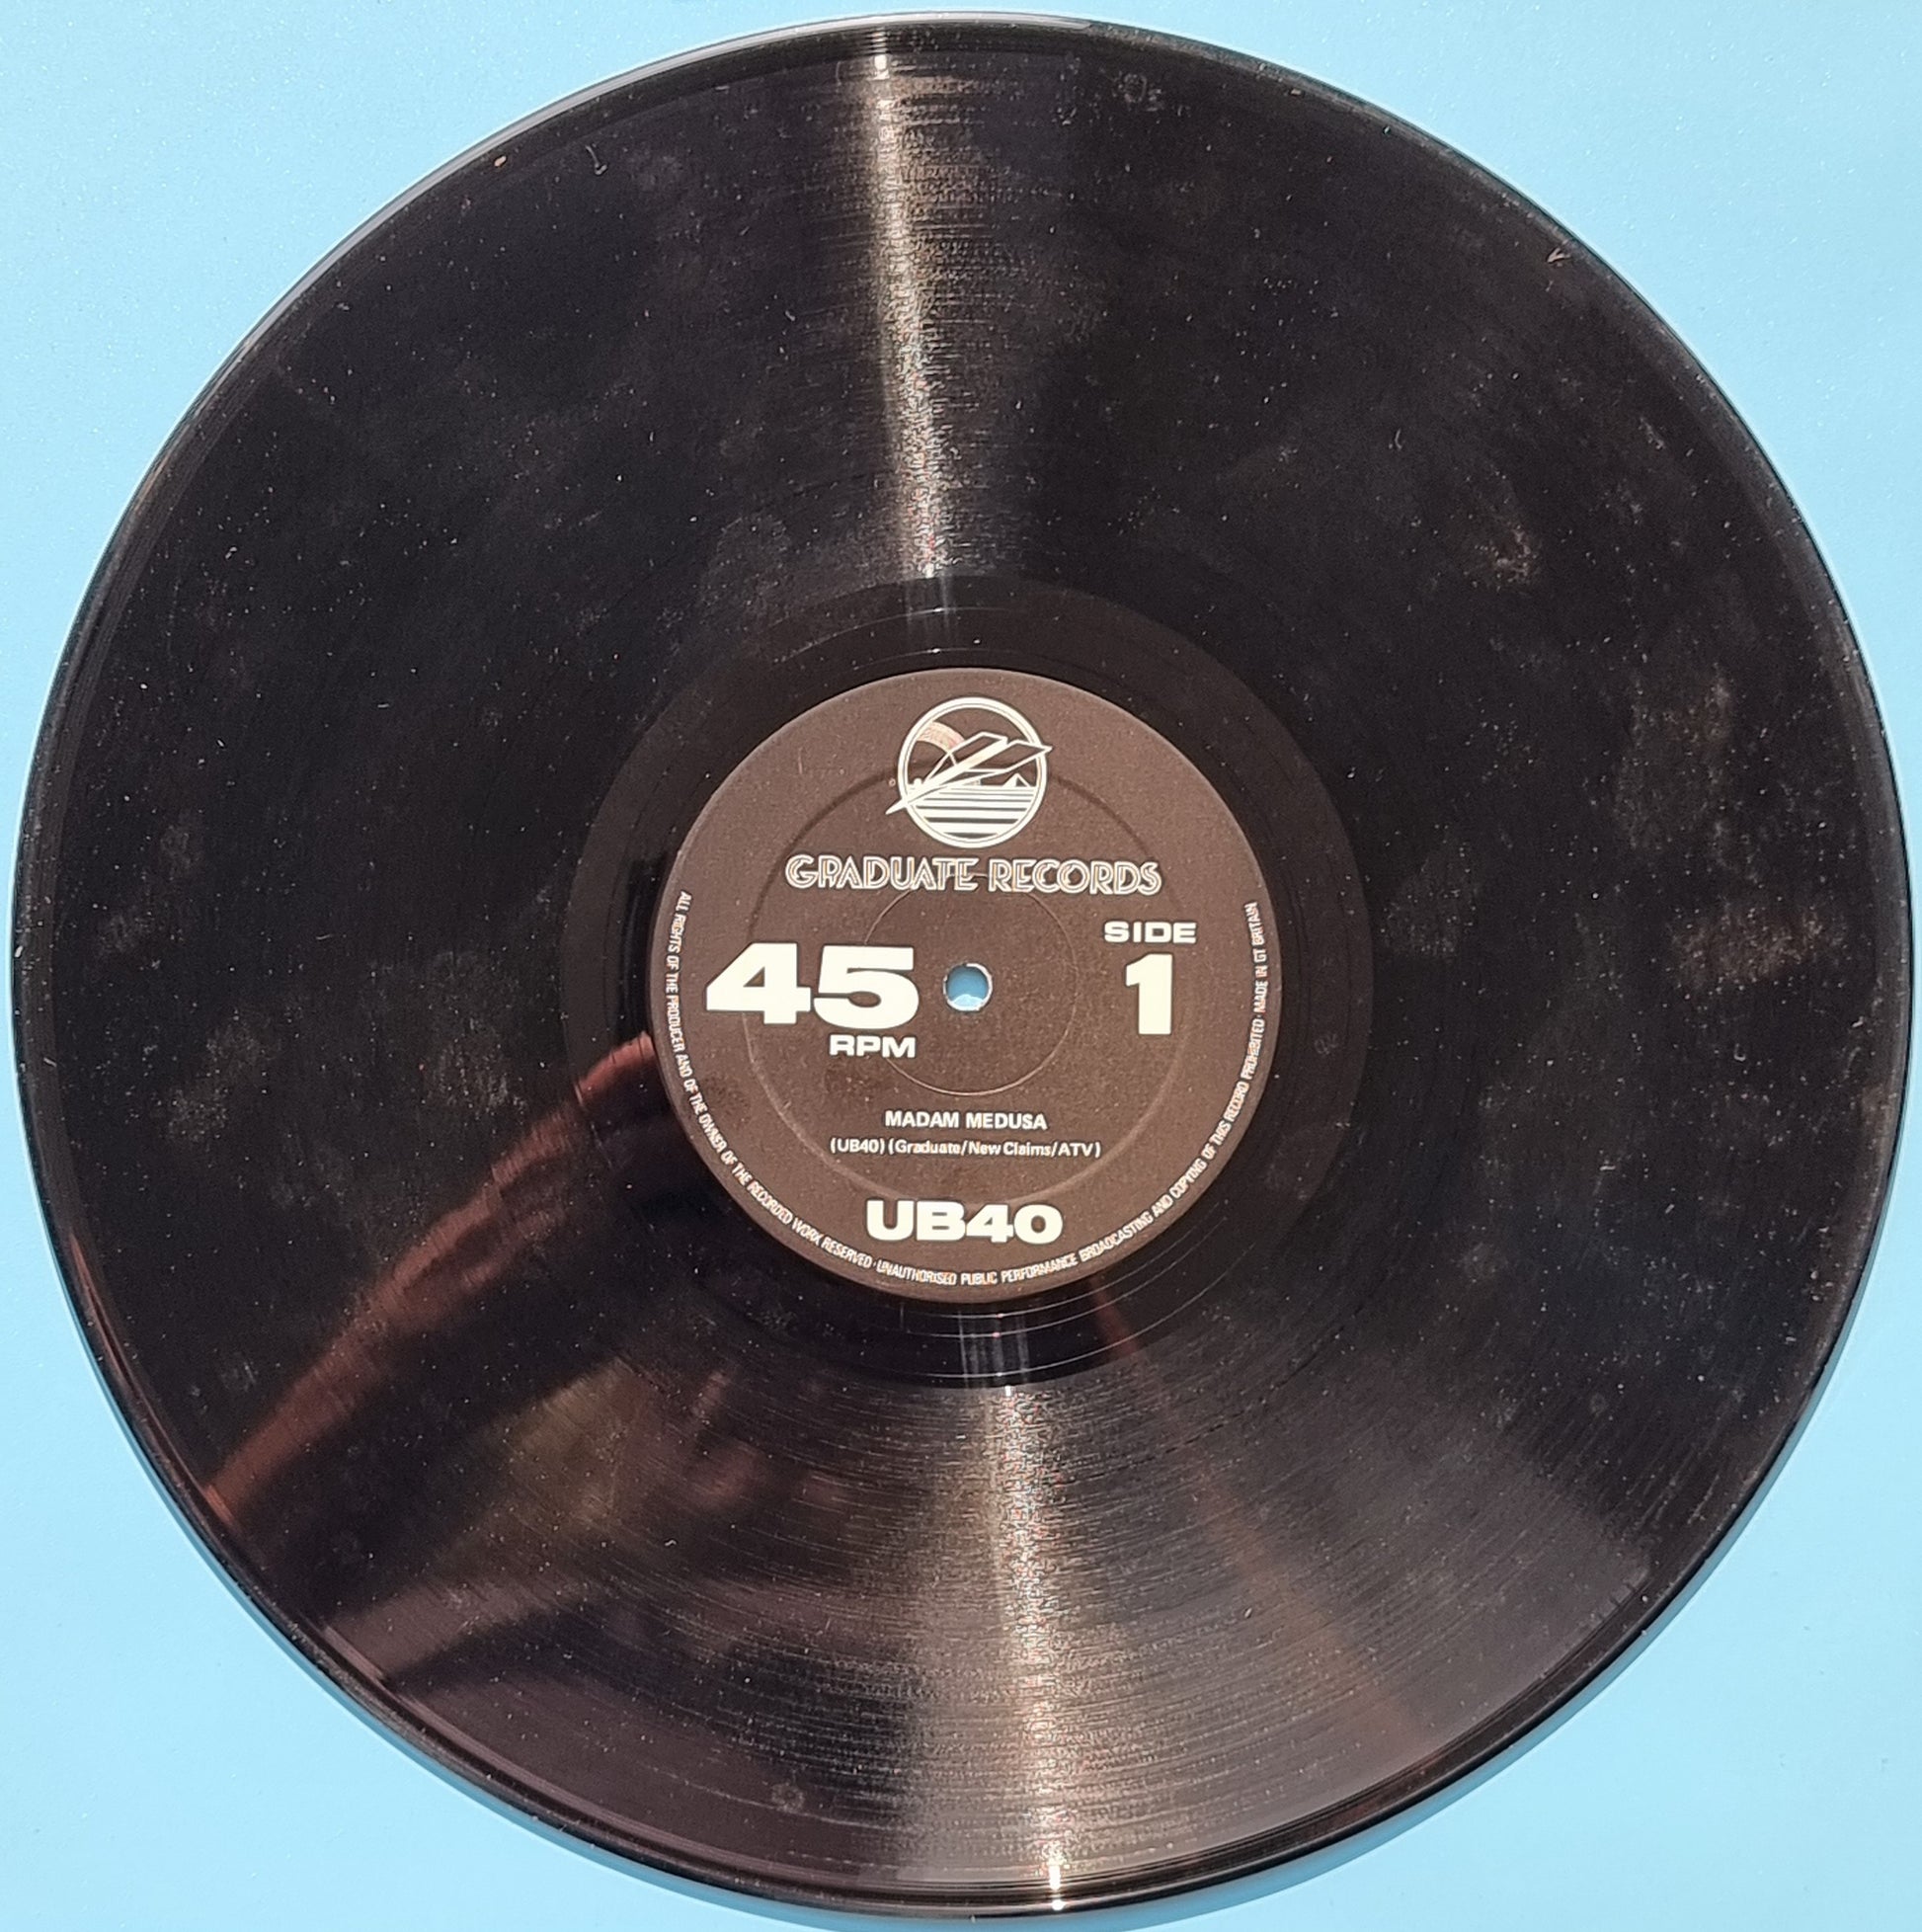 GRADUATE RECORDS
45
RPM
SIDE
1
MADAM MEDUSA
(UB40) (Graduate/New Claims/ATV)
UB40
ALL RIGHTS OF THE PRODUCER AND OF THE OWNER OF THE RECORDED WORK RESERVED · UNAUTHORISED PUBLIC PERFORMANCE BROADCASTING AND COPYING OF THIS RECORD PROHIBITED · MADE IN GT BRITAIN